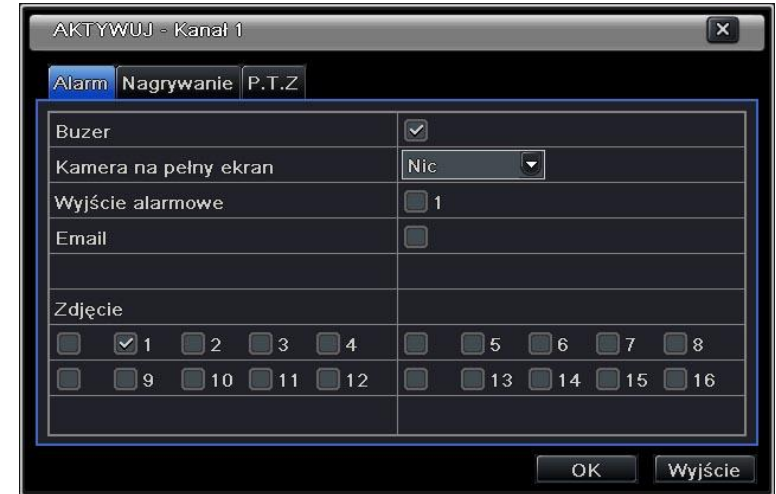 AKTYWUJ - Kanał 1
Alarm Nagrywanie P.T.Z
Buzer
Kamera na pełny ekran Nic
Wyjście alarmowe 1
Email
Zdjęcie
1 2 3 4 5 6 7 8
9 10 11 12 13 14 15 16
OK Wyjście